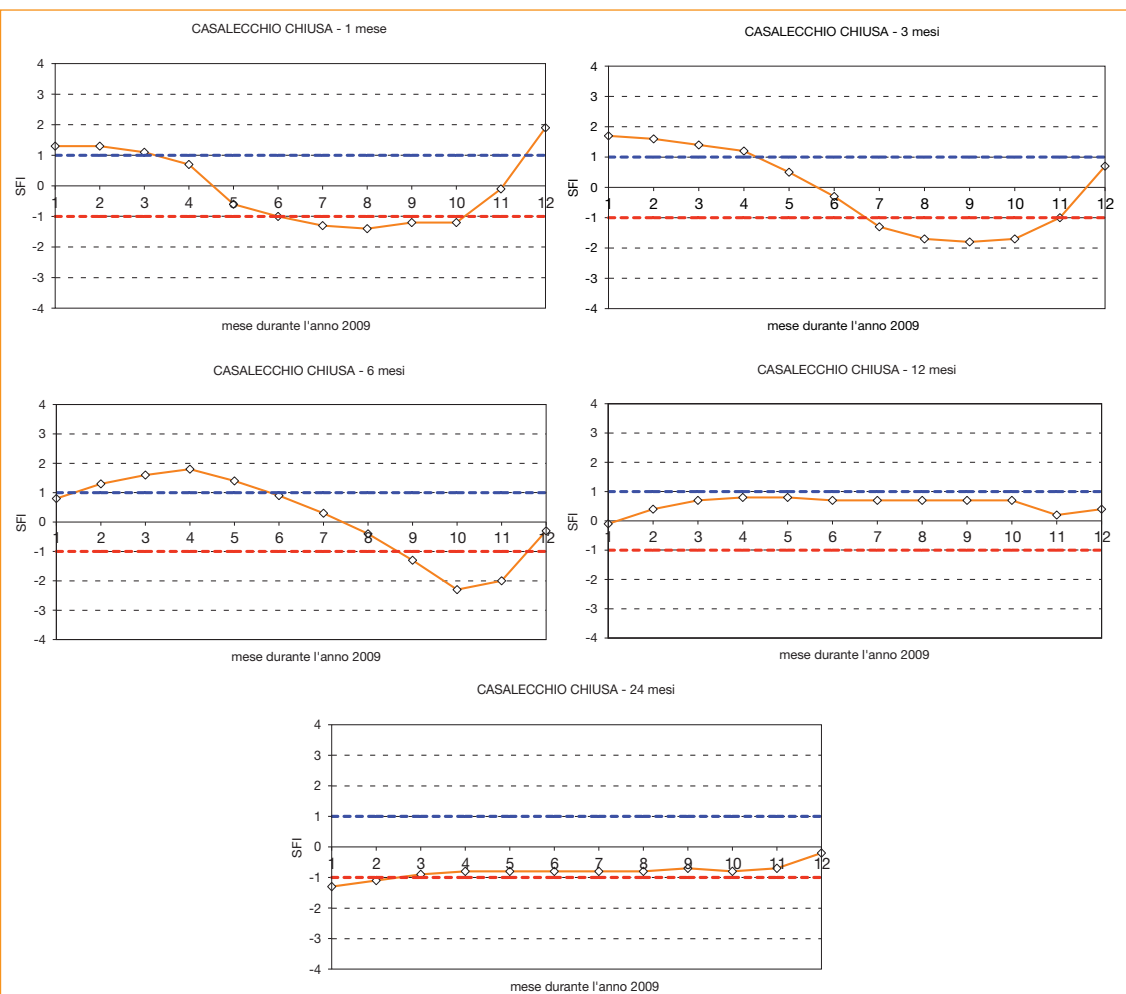 CASALECCHIO CHIUSA - 1 mese
4
3
2
1
0
-1
-2
-3
-4
SFI
1 2 3 4 5 6 7 8 9 10 11 12
mese durante l'anno 2009
CASALECCHIO CHIUSA - 3 mesi
4
3
2
1
0
-1
-2
-3
-4
SFI
1 2 3 4 5 6 7 8 9 10 11 12
mese durante l'anno 2009
CASALECCHIO CHIUSA - 6 mesi
4
3
2
1
0
-1
-2
-3
-4
SFI
1 2 3 4 5 6 7 8 9 10 11 12
mese durante l'anno 2009
CASALECCHIO CHIUSA - 12 mesi
4
3
2
1
0
-1
-2
-3
-4
SFI
1 2 3 4 5 6 7 8 9 10 11 12
mese durante l'anno 2009
CASALECCHIO CHIUSA - 24 mesi
4
3
2
1
0
-1
-2
-3
-4
SFI
1 2 3 4 5 6 7 8 9 10 11 12
mese durante l'anno 2009